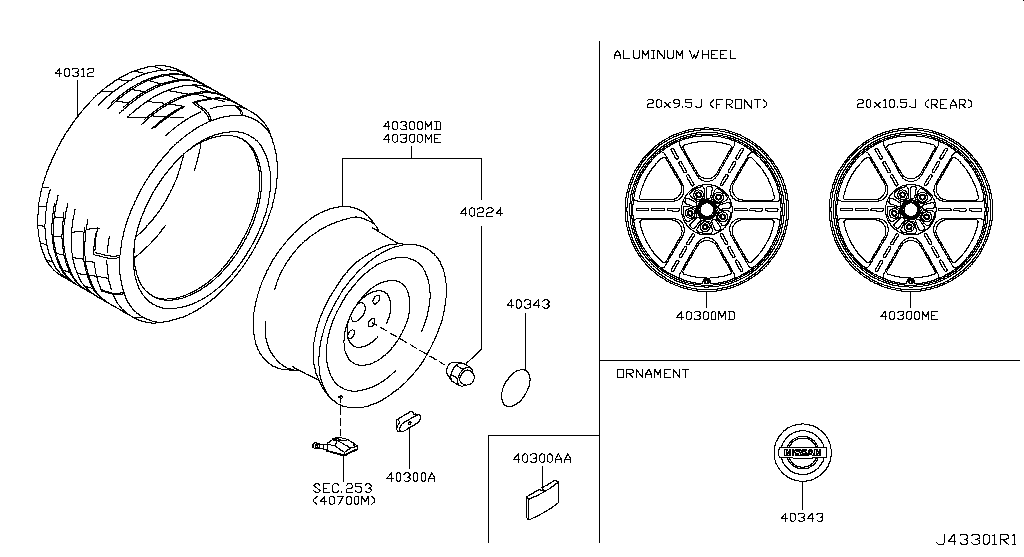 40312
40300MD
40300ME
40224
40343
40300A
SEC.253
(40700M)
40300AA
ALUMINUM WHEEL
20x9.5J (FRONT)
20x10.5J (REAR)
40300MD
40300ME
ORNAMENT
NISSAN
40343
J43301R1